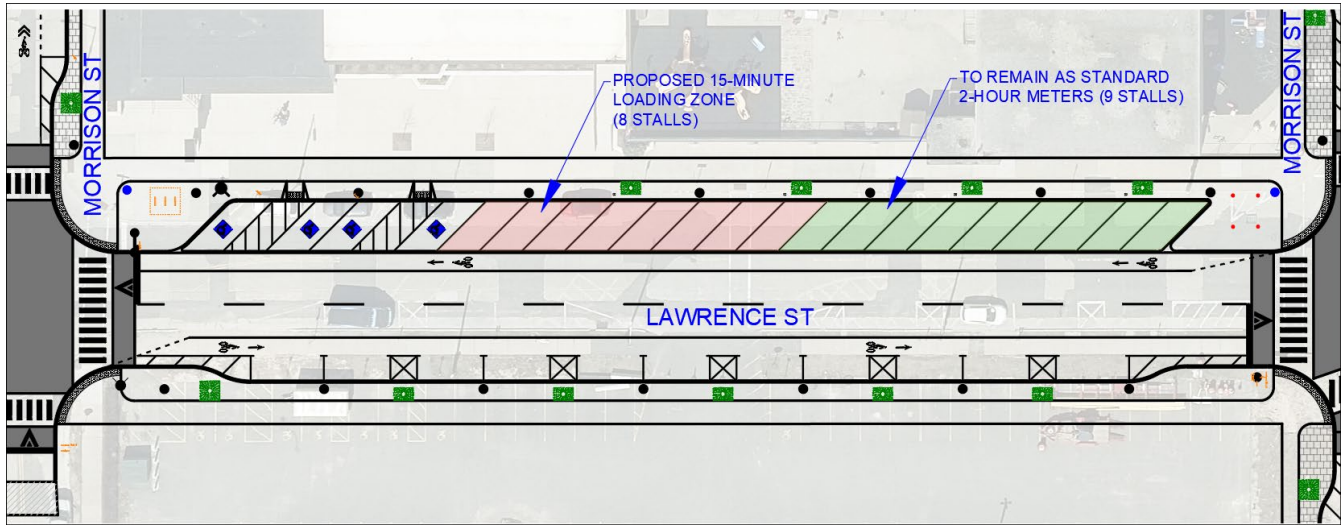 MORRISON ST
PROPOSED 15-MINUTE
LOADING ZONE
(8 STALLS)
TO REMAIN AS STANDARD
2-HOUR METERS (9 STALLS)
MORRISON ST
LAWRENCE ST